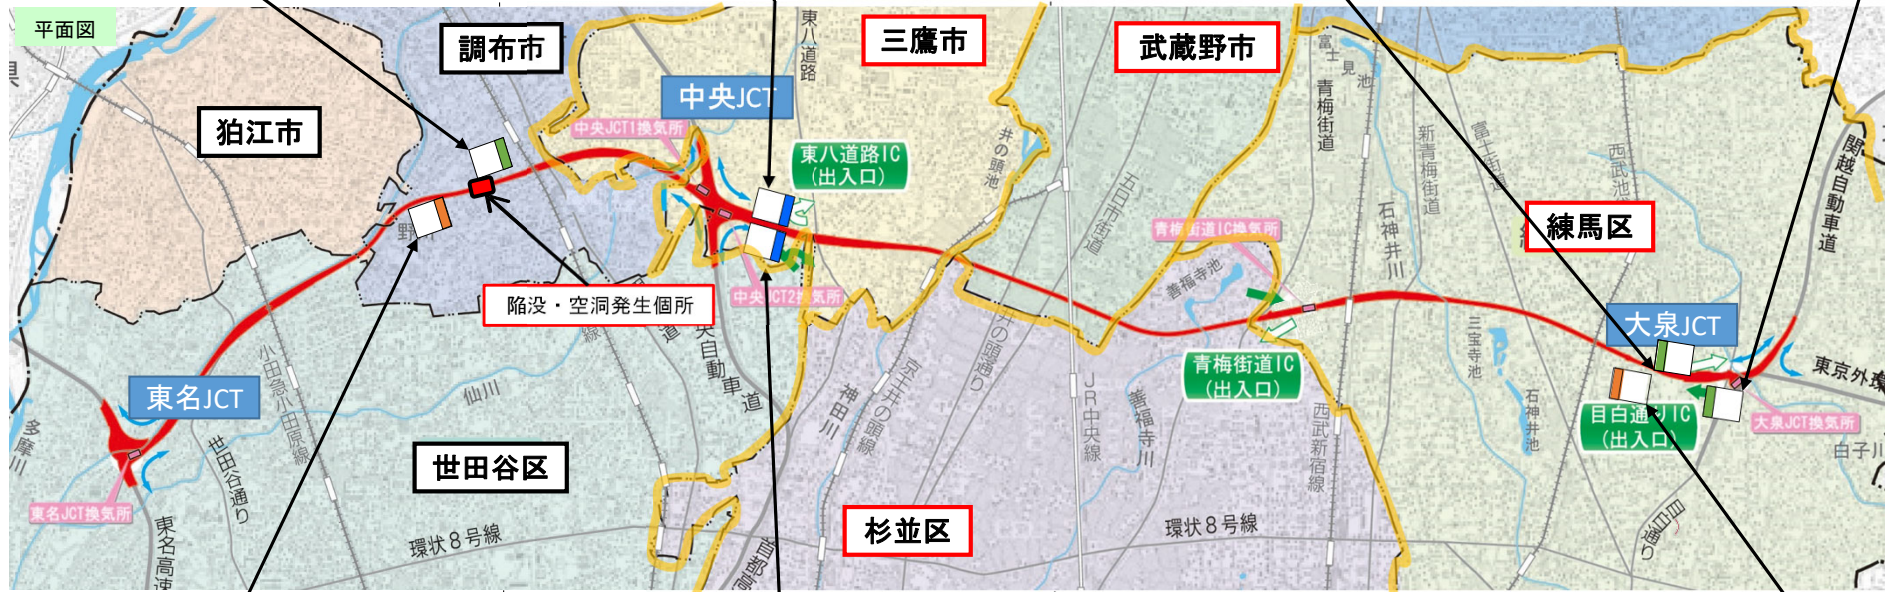 平面図
調布市
三鷹市
武蔵野市
狛江市
中央JCT
中央JCT1換気所
東八道路
東八道路IC
(出入口)
井の頭池
富士見池
青梅街道
新青梅街道
富士街道
西武池
関越自動車道
練馬区
石神井川
五日市街道
青梅街道IC換気所
善福寺池
野川
陥没・空洞発生個所
中央JCT2換気所
大泉JCT
東京外環
三宝寺池
石神井池
目白通りIC
(出入口)
大泉JCT換気所
白子川
青梅街道IC
(出入口)
東名JCT
小田急小田原線
仙川
世田谷通り
多摩川
世田谷区
東名JCT換気所
東名高速
環状8号線
央自動車道
神田川
京王井の頭線
井の頭通り
JR中央線
善福寺川
西武新宿線
杉並区
環状8号線
目白通り
首都高